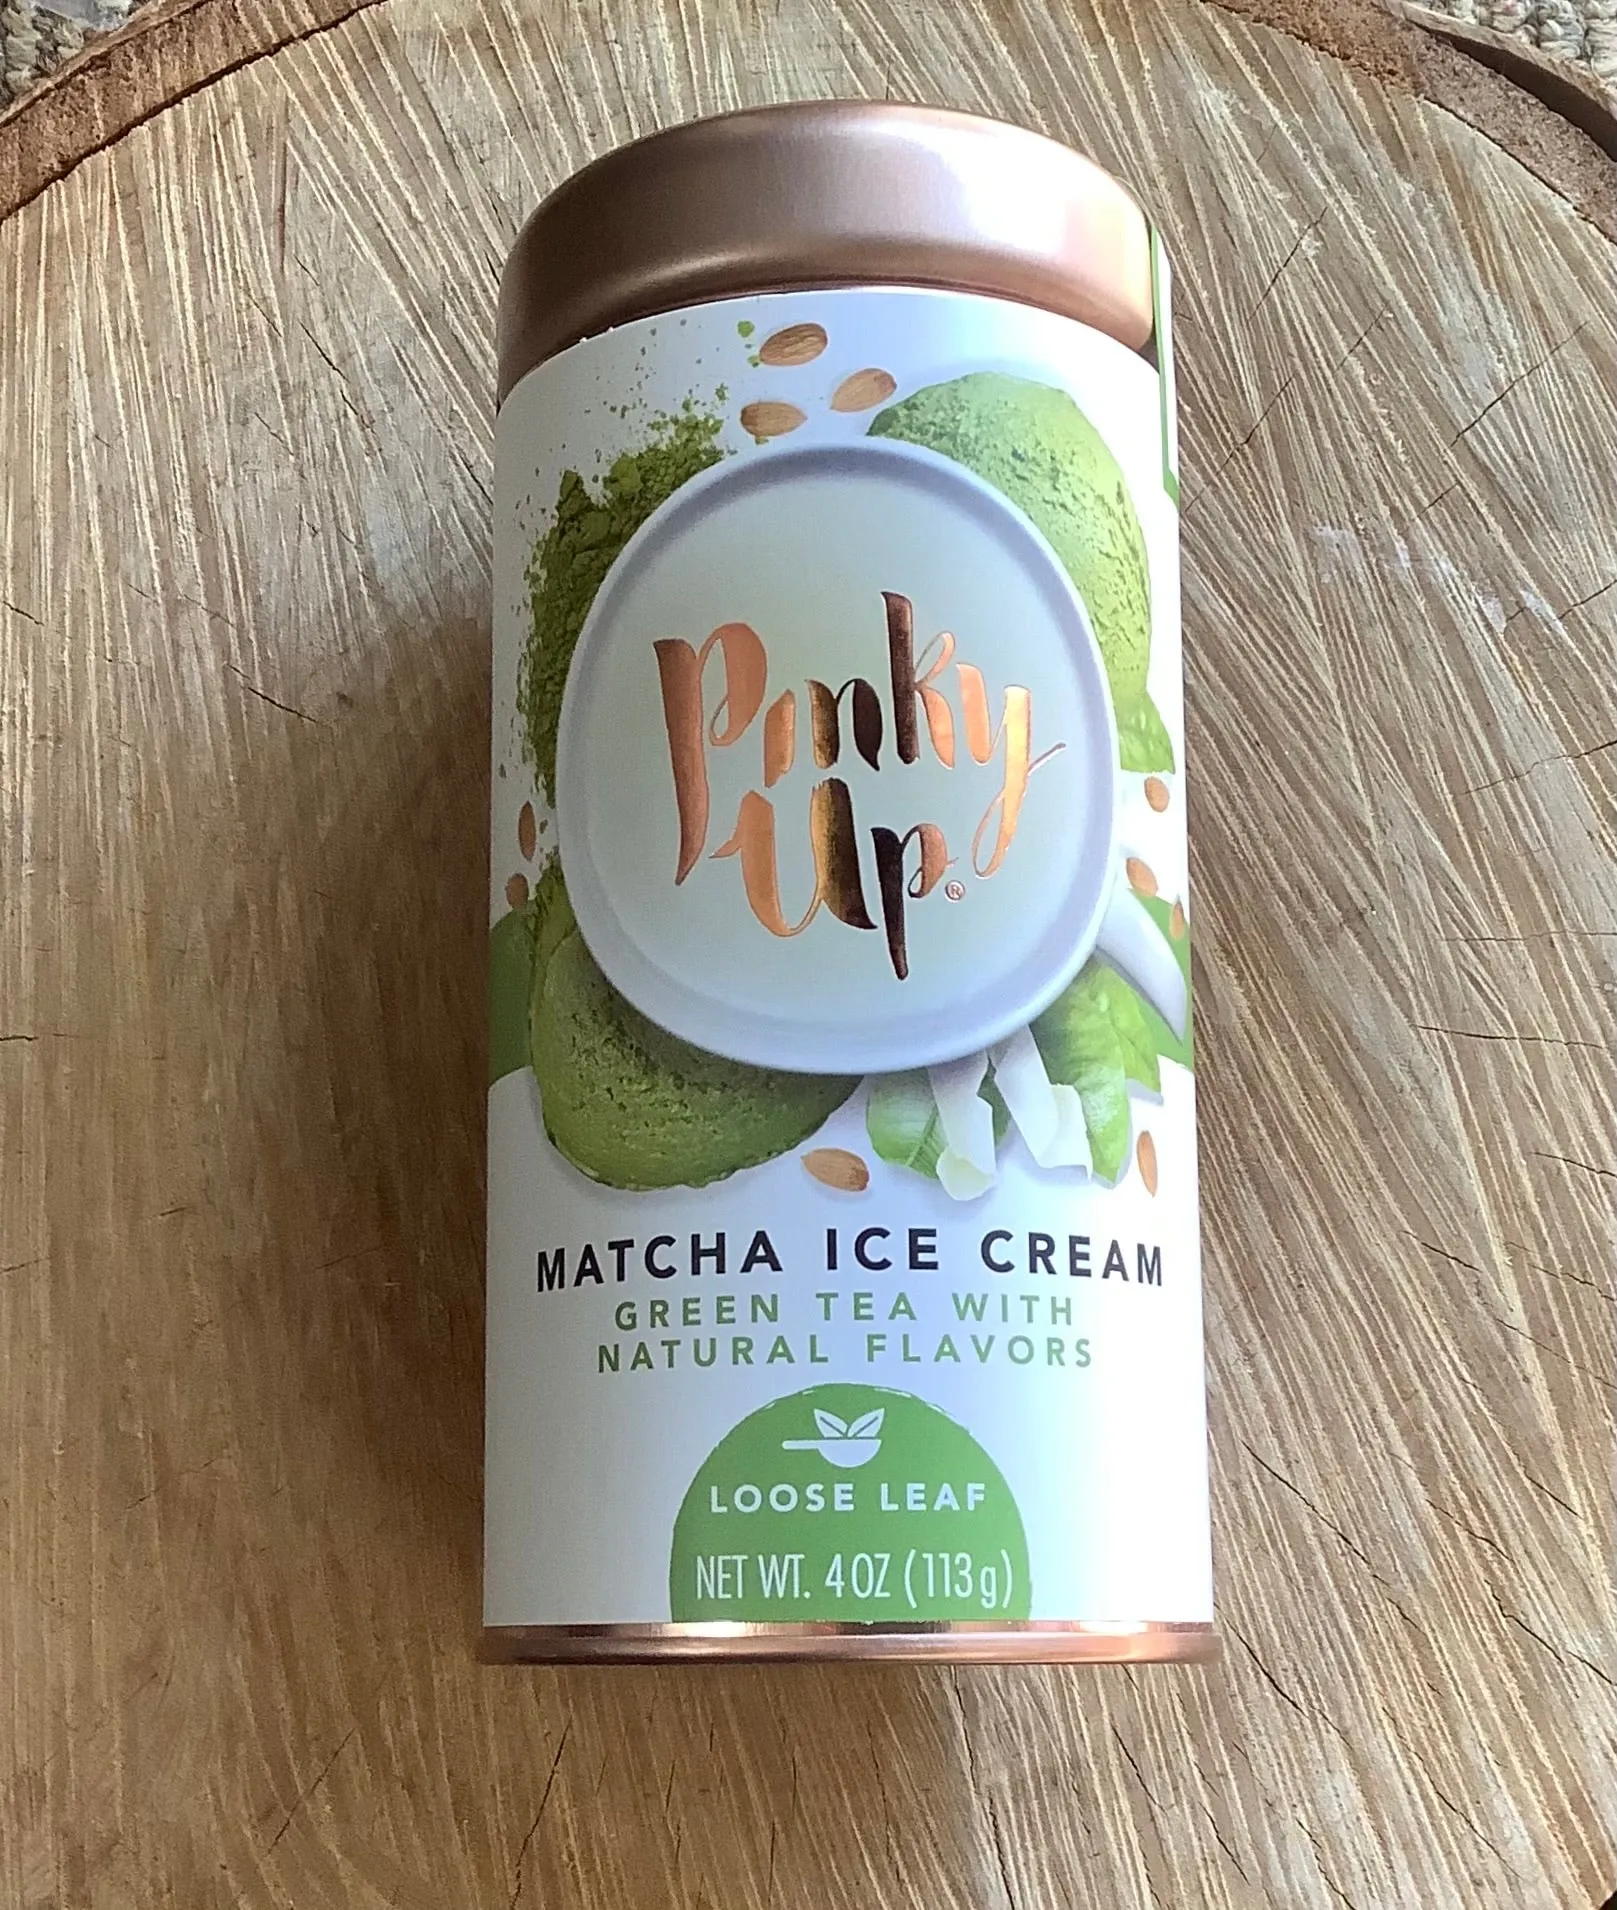 Pinky
Up®
MATCHA ICE CREAM
GREEN TEA WITH
NATURAL FLAVORS
LOOSE LEAF
NET WT. 4 OZ (113 g)